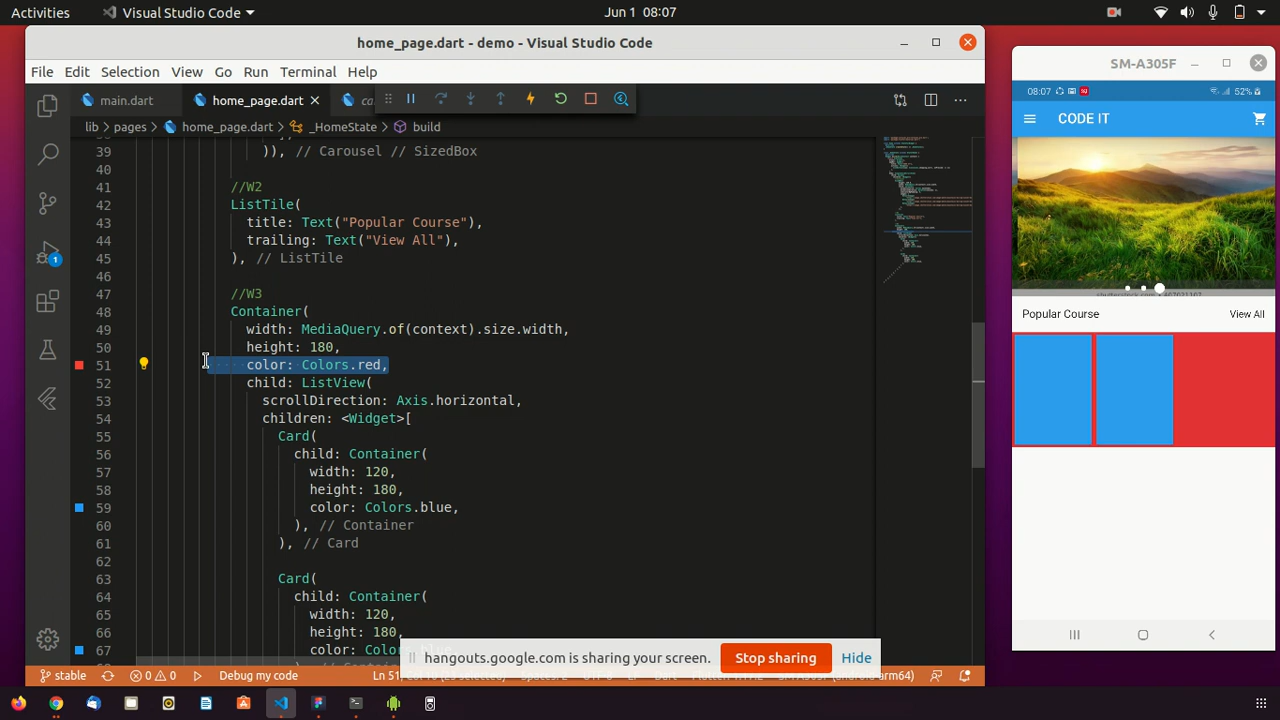 Activities
Visual Studio Code
Jun 1 08:07
home_page.dart - demo - Visual Studio Code
File Edit Selection View Go Run Terminal Help
main.dart
home_page.dart
lib > pages > home_page.dart > _HomeState > build
39 )), // Carousel // SizedBox
40
41 //W2
42 ListTile(
43 title: Text("Popular Course"),
44 trailing: Text("View All"),
45 ), // ListTile
46
47 //W3
48 Container(
49 width: MediaQuery.of(context).size.width,
50 height: 180,
51 color: Colors.red,
52 child: ListView(
53 scrollDirection: Axis.horizontal,
54 children: <Widget>[
55 Card(
56 child: Container(
57 width: 120,
58 height: 180,
59 color: Colors.blue,
60 ), // Container
61 ), // Card
62
63 Card(
64 child: Container(
65 width: 120,
66 height: 180,
67 color:
1
hangouts.google.com is sharing your screen.
Stop sharing
Hide
stable
0
0
Debug my code
SM-A305F
08:07
52%
CODE IT
Popular Course
View All